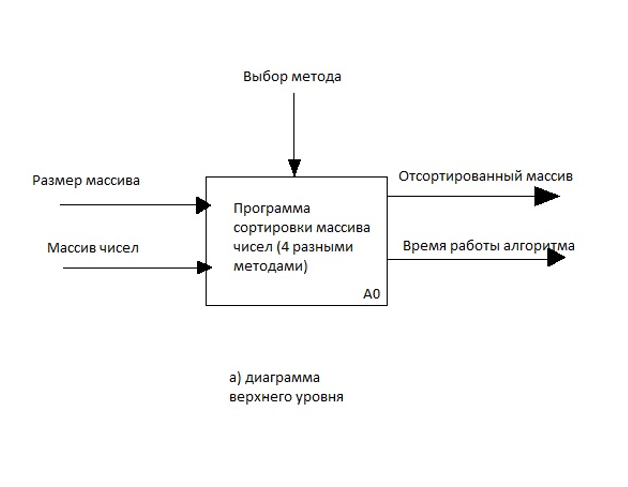 Выбор метода
Размер массива
Отсортированный массив
Программа
сортировки массива
чисел (4 разными
методами)
Массив чисел
Время работы алгоритма
A0
а) диаграмма
верхнего уровня